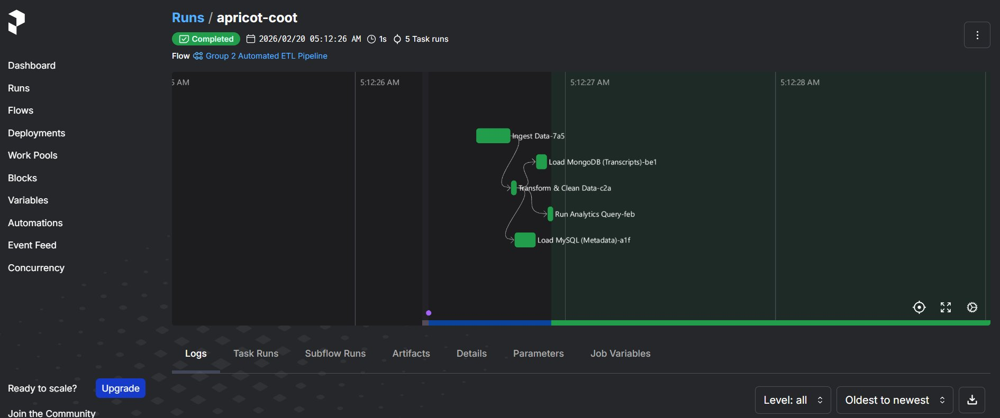 Runs / apricot-coot
Completed 2026/02/20 05:12:26 AM 1s 5 Task runs
Flow Group 2 Automated ETL Pipeline
Dashboard
Runs
Flows
Deployments
Work Pools
Blocks
Variables
Automations
Event Feed
Concurrency
5 AM 5:12:26 AM 5:12:27 AM 5:12:28 AM
Ingest Data-7a5
Load MongoDB (Transcripts)-be1
Transform & Clean Data-c2a
Run Analytics Query-feb
Load MySQL (Metadata)-a1f
Logs Task Runs Subflow Runs Artifacts Details Parameters Job Variables
Ready to scale? Upgrade
Join the Community
Level: all Oldest to newest